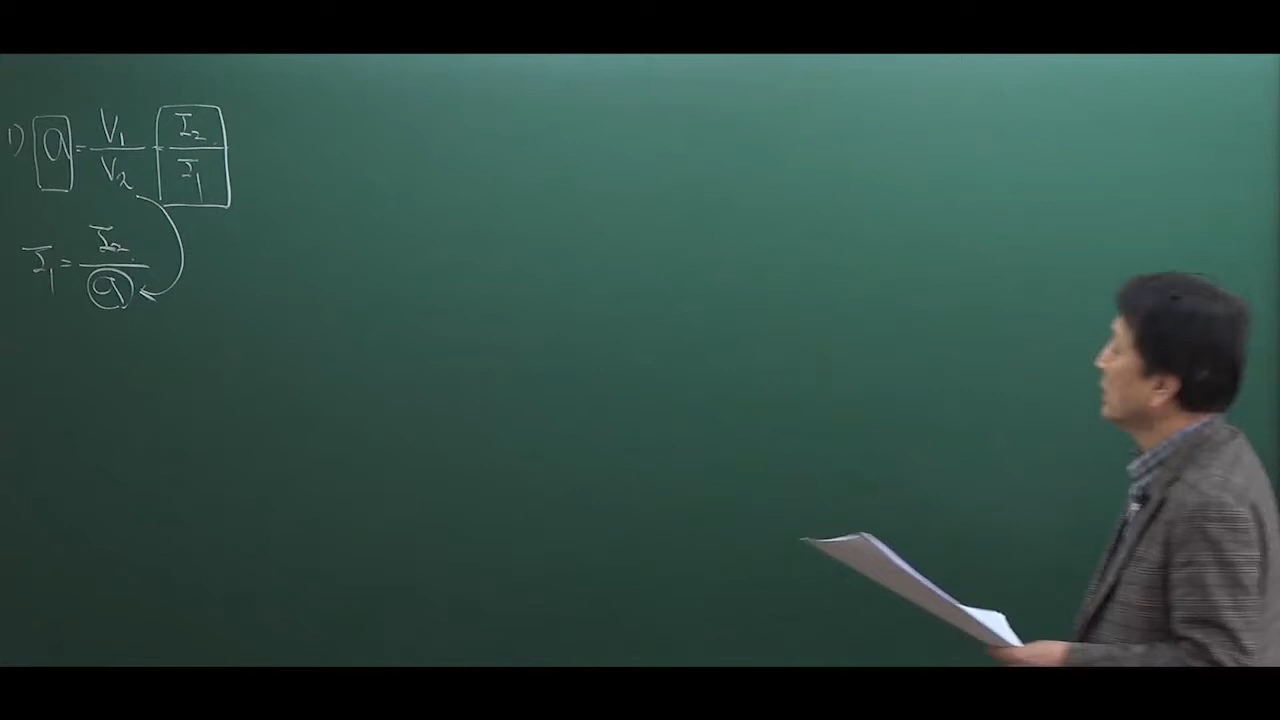 1) a = V₁/V₂ = I₂/I₁
I₁ = I₂/a